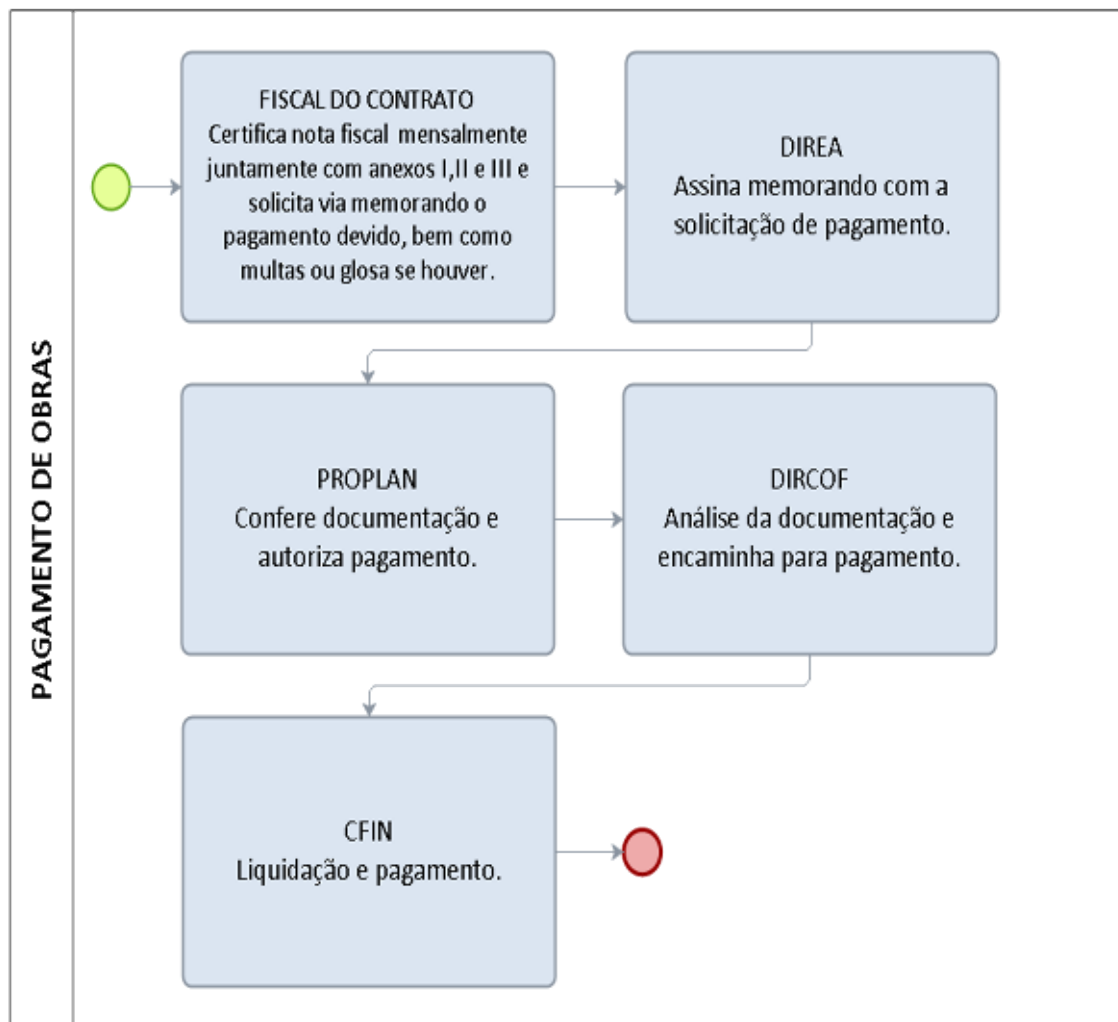 PAGAMENTO DE OBRAS
FISCAL DO CONTRATO
Certifica nota fiscal mensalmente
juntamente com anexos I,II e III e
solicita via memorando o
pagamento devido, bem como
multas ou glosa se houver.
DIREA
Assina memorando com a
solicitação de pagamento.
PROPLAN
Confere documentação e
autoriza pagamento.
DIRCOF
Análise da documentação e
encaminha para pagamento.
CFIN
Liquidação e pagamento.